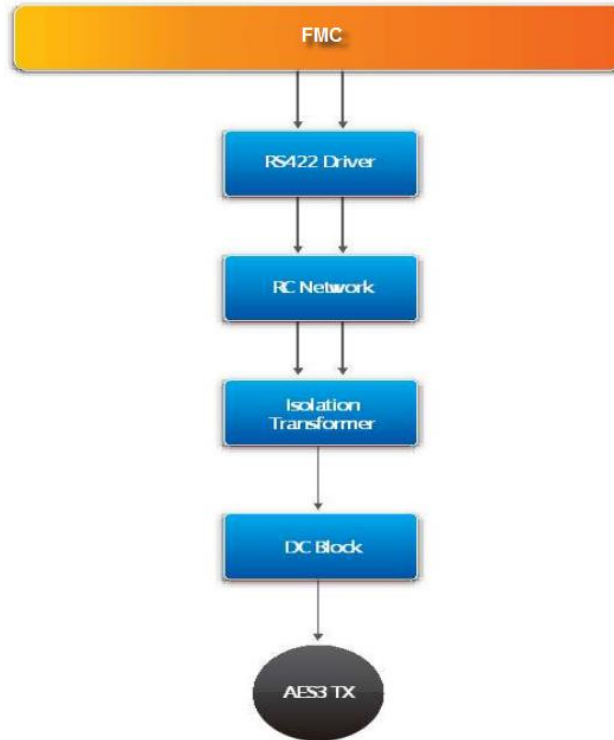 FMC
RS422 Driver
RC Network
Isolation
Transformer
DC Block
AES3 TX